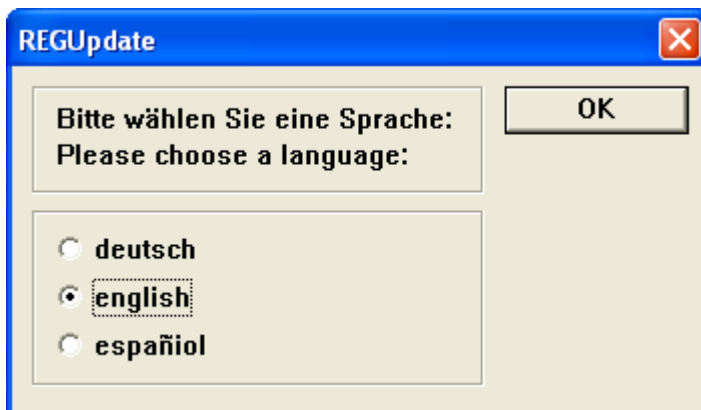 REGUpdate
Bitte wählen Sie eine Sprache:
Please choose a language:
OK
deutsch
english
españiol